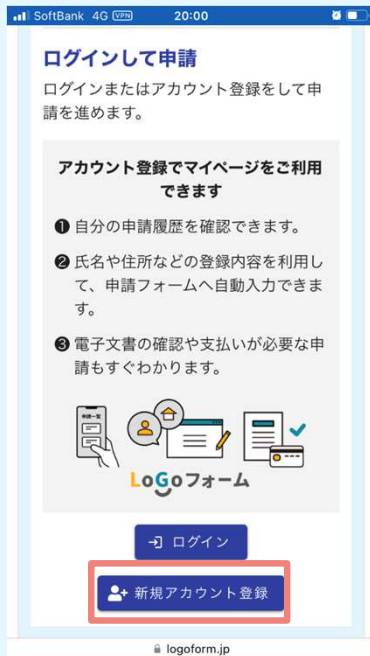 SoftBank 4G VPN 20:00
ログインして申請
ログインまたはアカウント登録をして申
請を進めます。
アカウント登録でマイページをご利用
できます
❶ 自分の申請履歴を確認できます。
❷ 氏名や住所などの登録内容を利用し
て、申請フォームへ自動入力できま
す。
❸ 電子文書の確認や支払いが必要な申
請もすぐわかります。
申請一覧
LoGoフォーム
ログイン
新規アカウント登録
logoform.jp